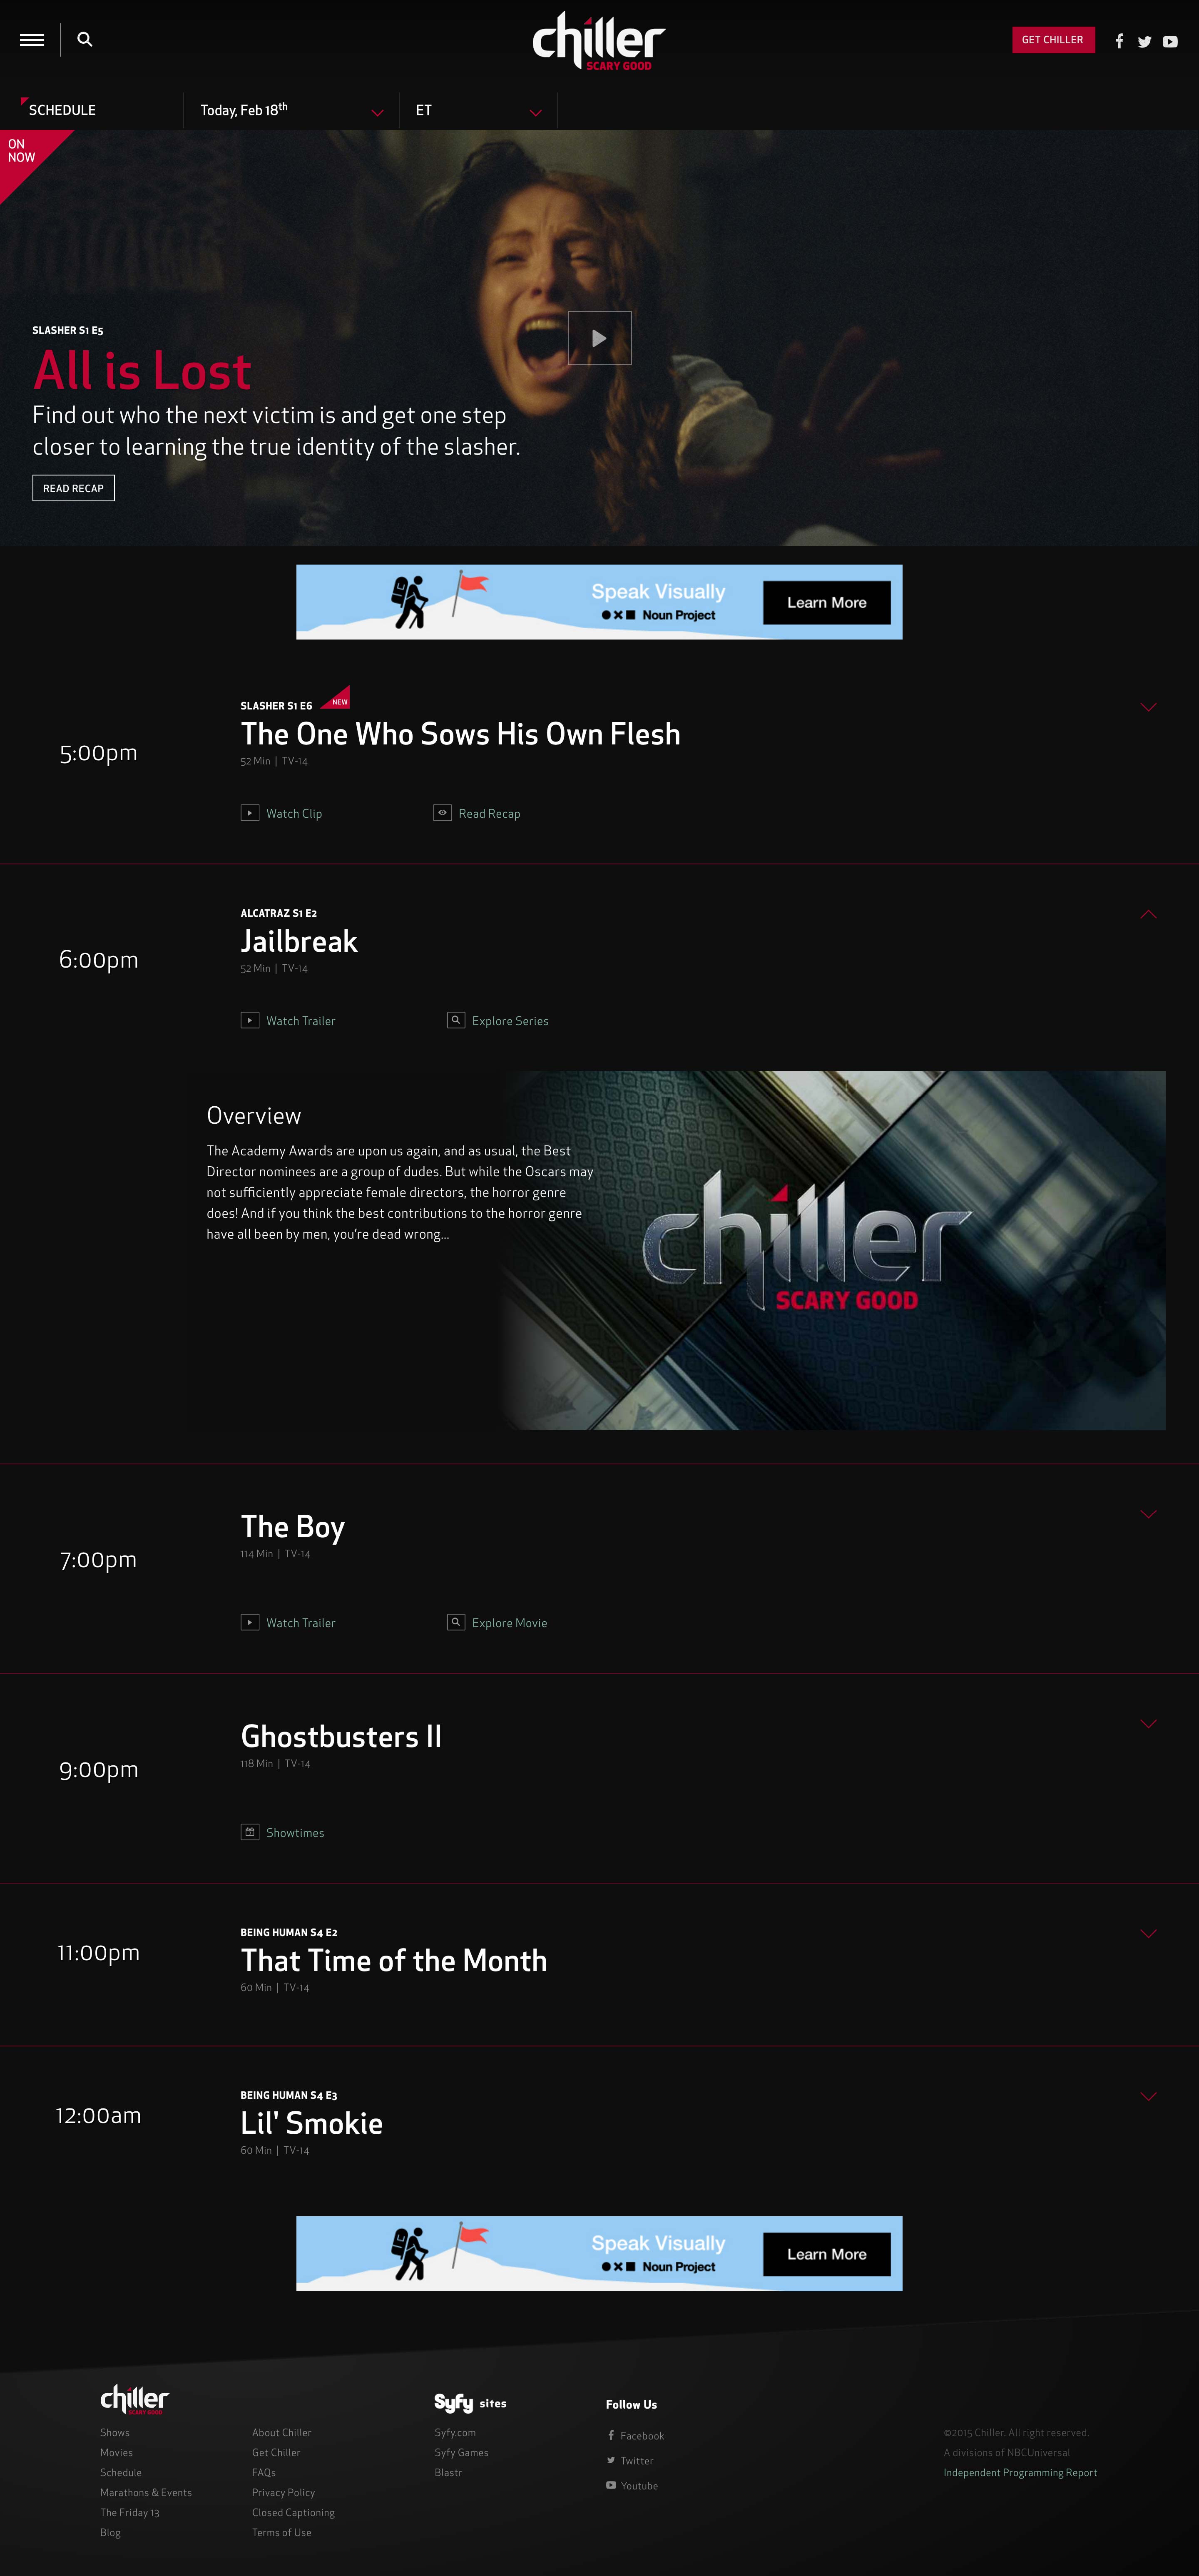 chiller
SCARY GOOD
GET CHILLER
SCHEDULE
Today, Feb 18th
ET
ON
NOW
SLASHER S1 E5
All is Lost
Find out who the next victim is and get one step
closer to learning the true identity of the slasher.
READ RECAP
Speak Visually
Noun Project
Learn More
5:00pm
SLASHER S1 E6
NEW
The One Who Sows His Own Flesh
52 Min | TV-14
Watch Clip
Read Recap
6:00pm
ALCATRAZ S1 E2
Jailbreak
52 Min | TV-14
Watch Trailer
Explore Series
Overview
The Academy Awards are upon us again, and as usual, the Best
Director nominees are a group of dudes. But while the Oscars may
not sufficiently appreciate female directors, the horror genre
does! And if you think the best contributions to the horror genre
have all been by men, you're dead wrong...
chiller
SCARY GOOD
7:00pm
The Boy
114 Min | TV-14
Watch Trailer
Explore Movie
9:00pm
Ghostbusters II
118 Min | TV-14
Showtimes
11:00pm
BEING HUMAN S4 E2
That Time of the Month
60 Min | TV-14
12:00am
BEING HUMAN S4 E3
Lil' Smokie
60 Min | TV-14
Speak Visually
Noun Project
Learn More
chiller
SCARY GOOD
Shows
Movies
Schedule
Marathons & Events
The Friday 13
Blog
About Chiller
Get Chiller
FAQs
Privacy Policy
Closed Captioning
Terms of Use
Syfy sites
Syfy.com
Syfy Games
Blastr
Follow Us
Facebook
Twitter
Youtube
©2015 Chiller. All right reserved.
A divisions of NBCUniversal
Independent Programming Report